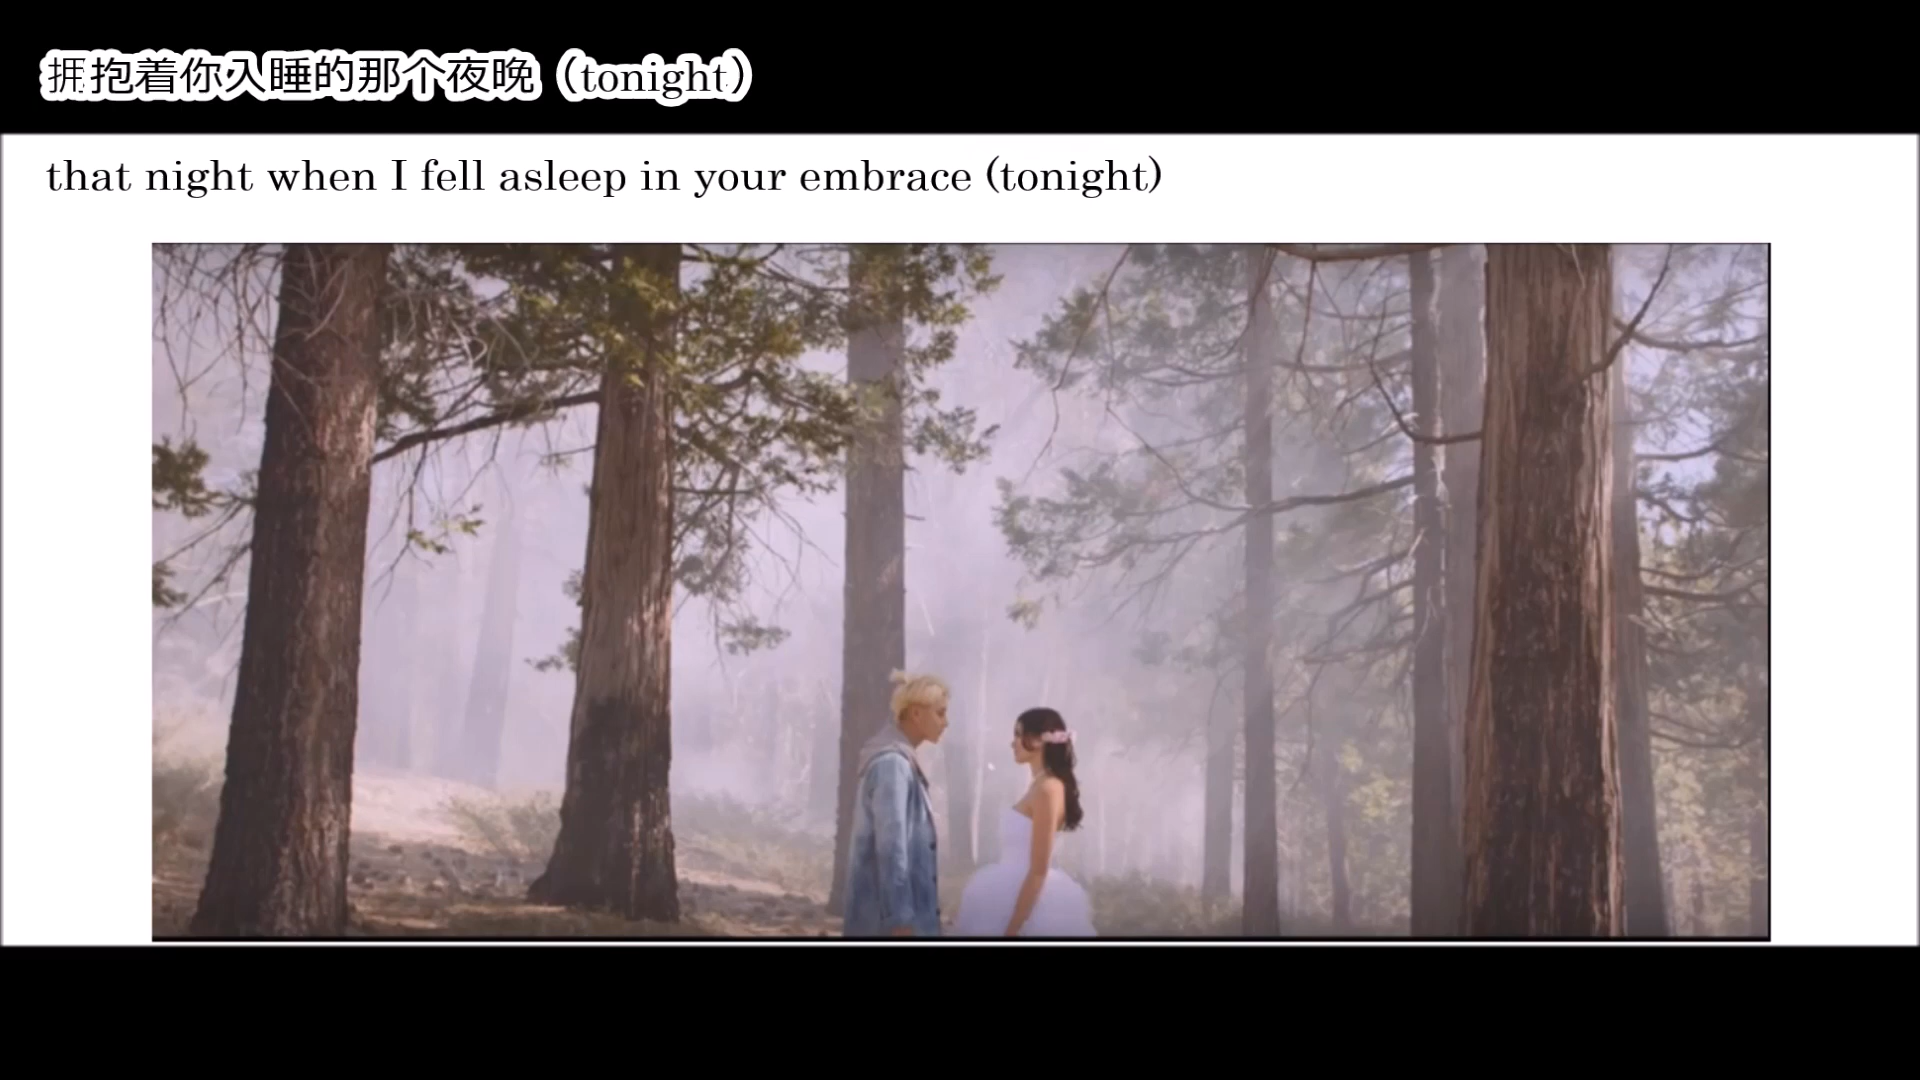 拥抱着你入睡的那个夜晚（tonight）
that night when I fell asleep in your embrace (tonight)